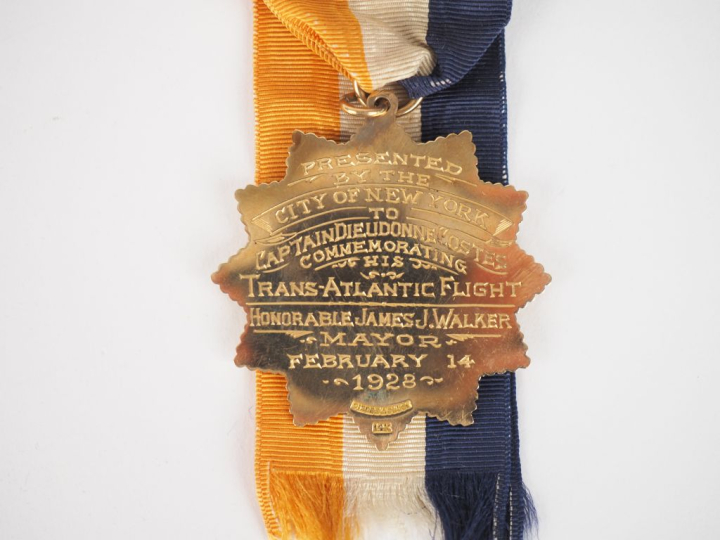 PRESENTED
BY THE
CITY OF NEW YORK
TO
CAPTAIN DIEUDONNE COSTES
COMMEMORATING
HIS
TRANS-ATLANTIC FLIGHT
HONORABLE JAMES J. WALKER
MAYOR
FEBRUARY 14
1928
14K